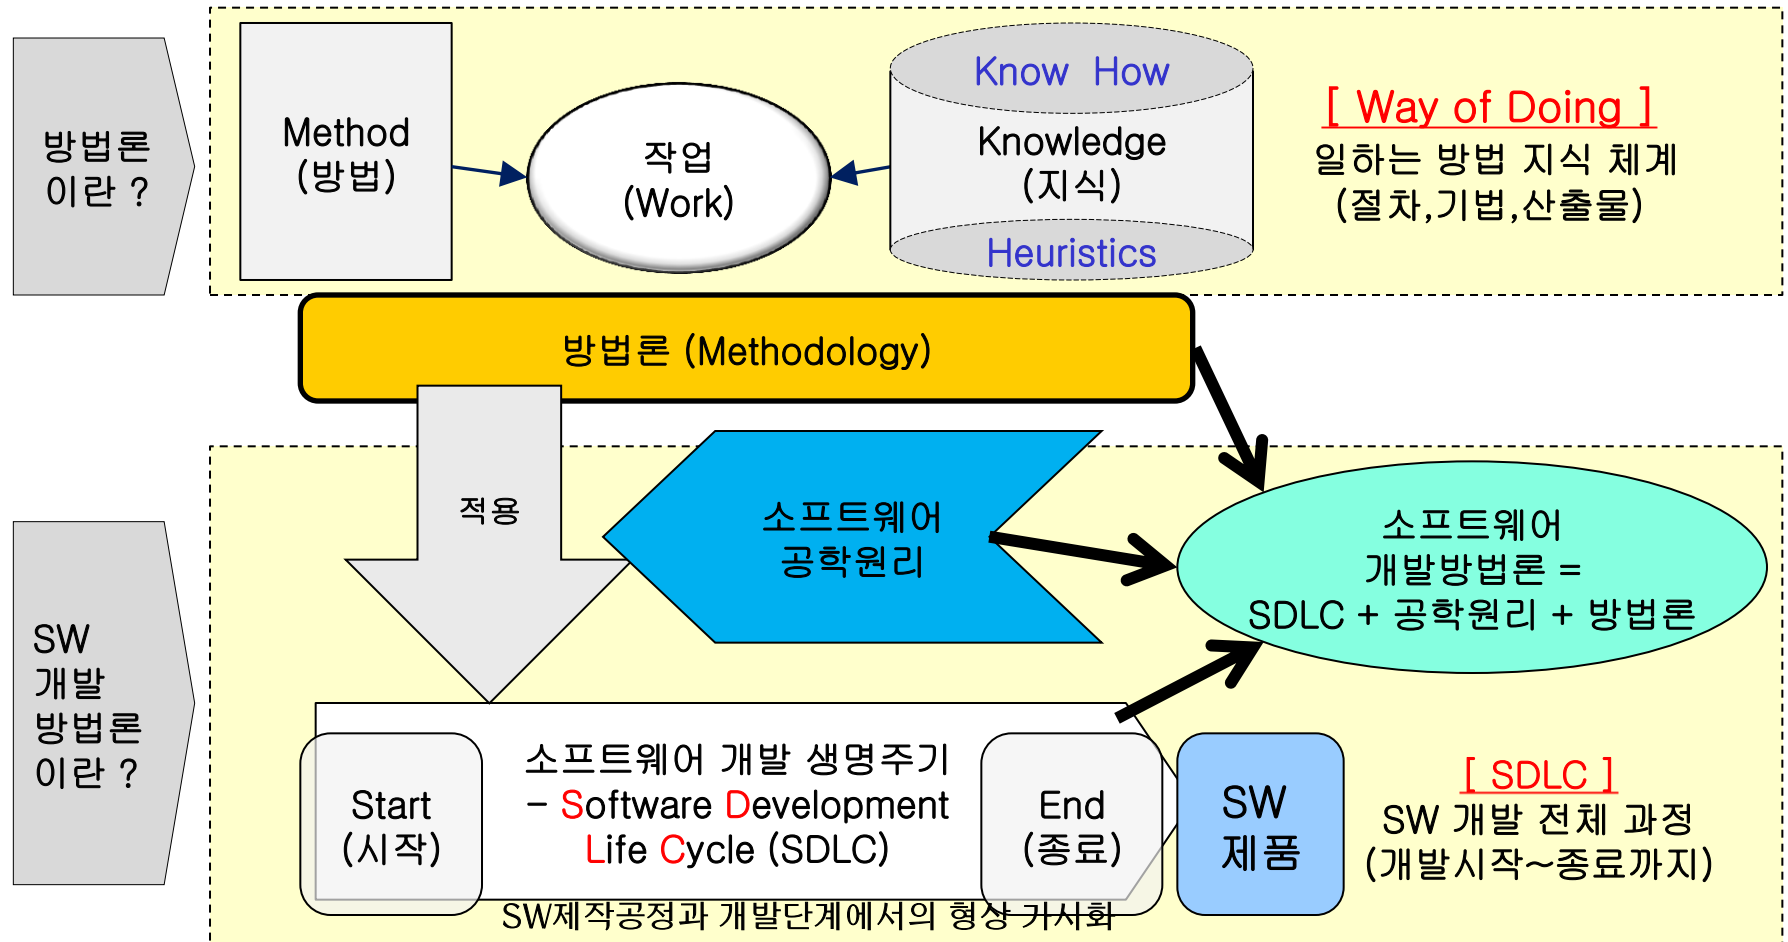 방법론
이란 ?
Method
(방법)
작업
(Work)
Know How
Knowledge
(지식)
Heuristics
[ Way of Doing ]
일하는 방법 지식 체계
(절차,기법,산출물)
방법론 (Methodology)
적용
소프트웨어
공학원리
소프트웨어
개발방법론 =
SDLC + 공학원리 + 방법론
SW
개발
방법론
이란 ?
Start
(시작)
소프트웨어 개발 생명주기
- Software Development
Life Cycle (SDLC)
End
(종료)
SW
제품
[ SDLC ]
SW 개발 전체 과정
(개발시작~종료까지)
SW제작공정과 개발단계에서의 형상 가시화